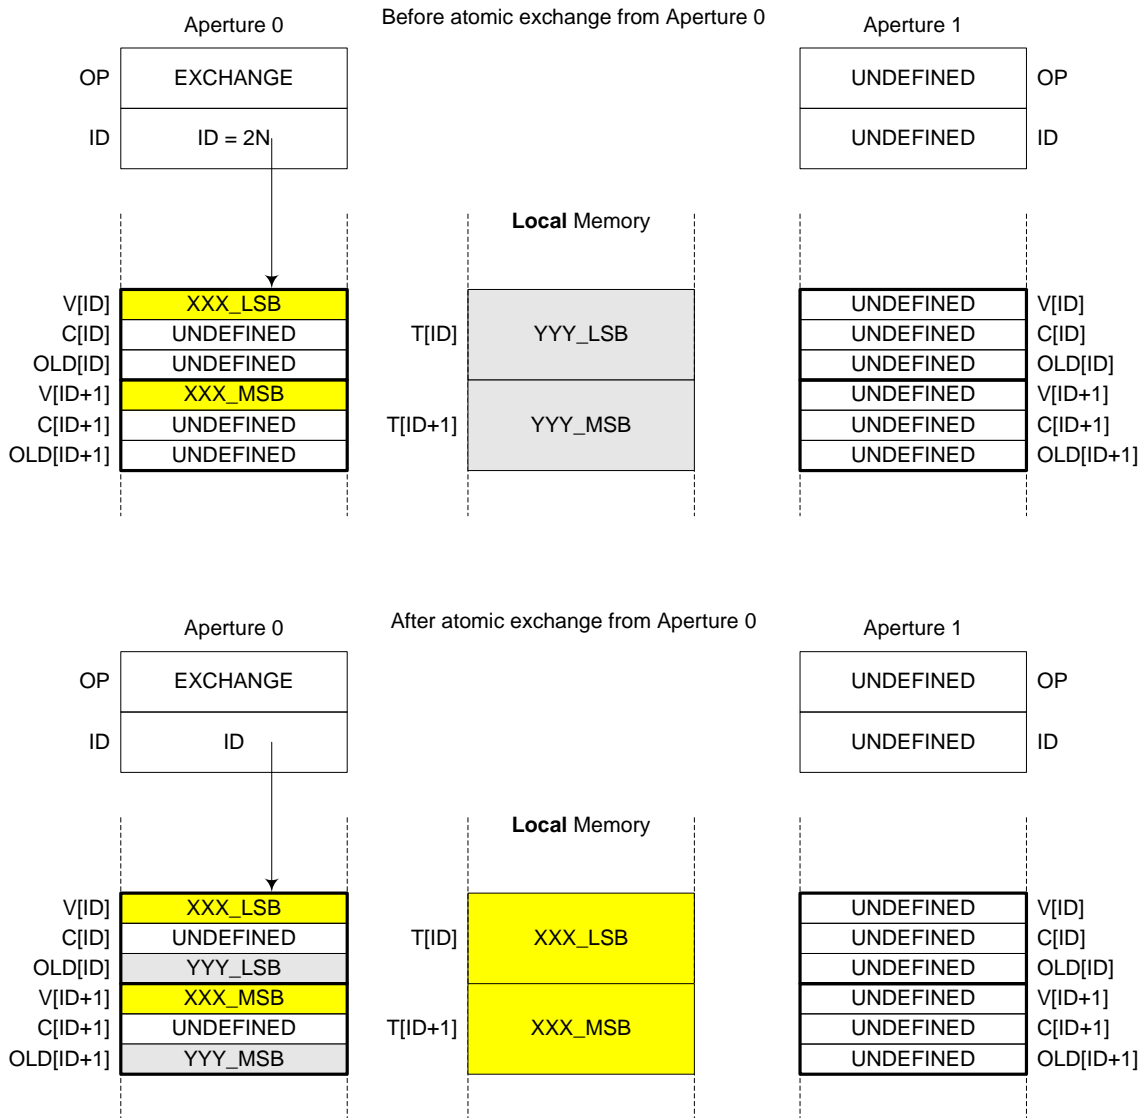 Before atomic exchange from Aperture 0
Aperture 0
Aperture 1
OP EXCHANGE UNDEFINED OP
ID ID = 2N UNDEFINED ID
Local Memory
V[ID] XXX_LSB UNDEFINED V[ID]
C[ID] UNDEFINED T[ID] YYY_LSB UNDEFINED C[ID]
OLD[ID] UNDEFINED UNDEFINED OLD[ID]
V[ID+1] XXX_MSB UNDEFINED V[ID+1]
C[ID+1] UNDEFINED T[ID+1] YYY_MSB UNDEFINED C[ID+1]
OLD[ID+1] UNDEFINED UNDEFINED OLD[ID+1]
After atomic exchange from Aperture 0
Aperture 0
Aperture 1
OP EXCHANGE UNDEFINED OP
ID ID UNDEFINED ID
Local Memory
V[ID] XXX_LSB UNDEFINED V[ID]
C[ID] UNDEFINED T[ID] XXX_LSB UNDEFINED C[ID]
OLD[ID] YYY_LSB UNDEFINED OLD[ID]
V[ID+1] XXX_MSB UNDEFINED V[ID+1]
C[ID+1] UNDEFINED T[ID+1] XXX_MSB UNDEFINED C[ID+1]
OLD[ID+1] YYY_MSB UNDEFINED OLD[ID+1]